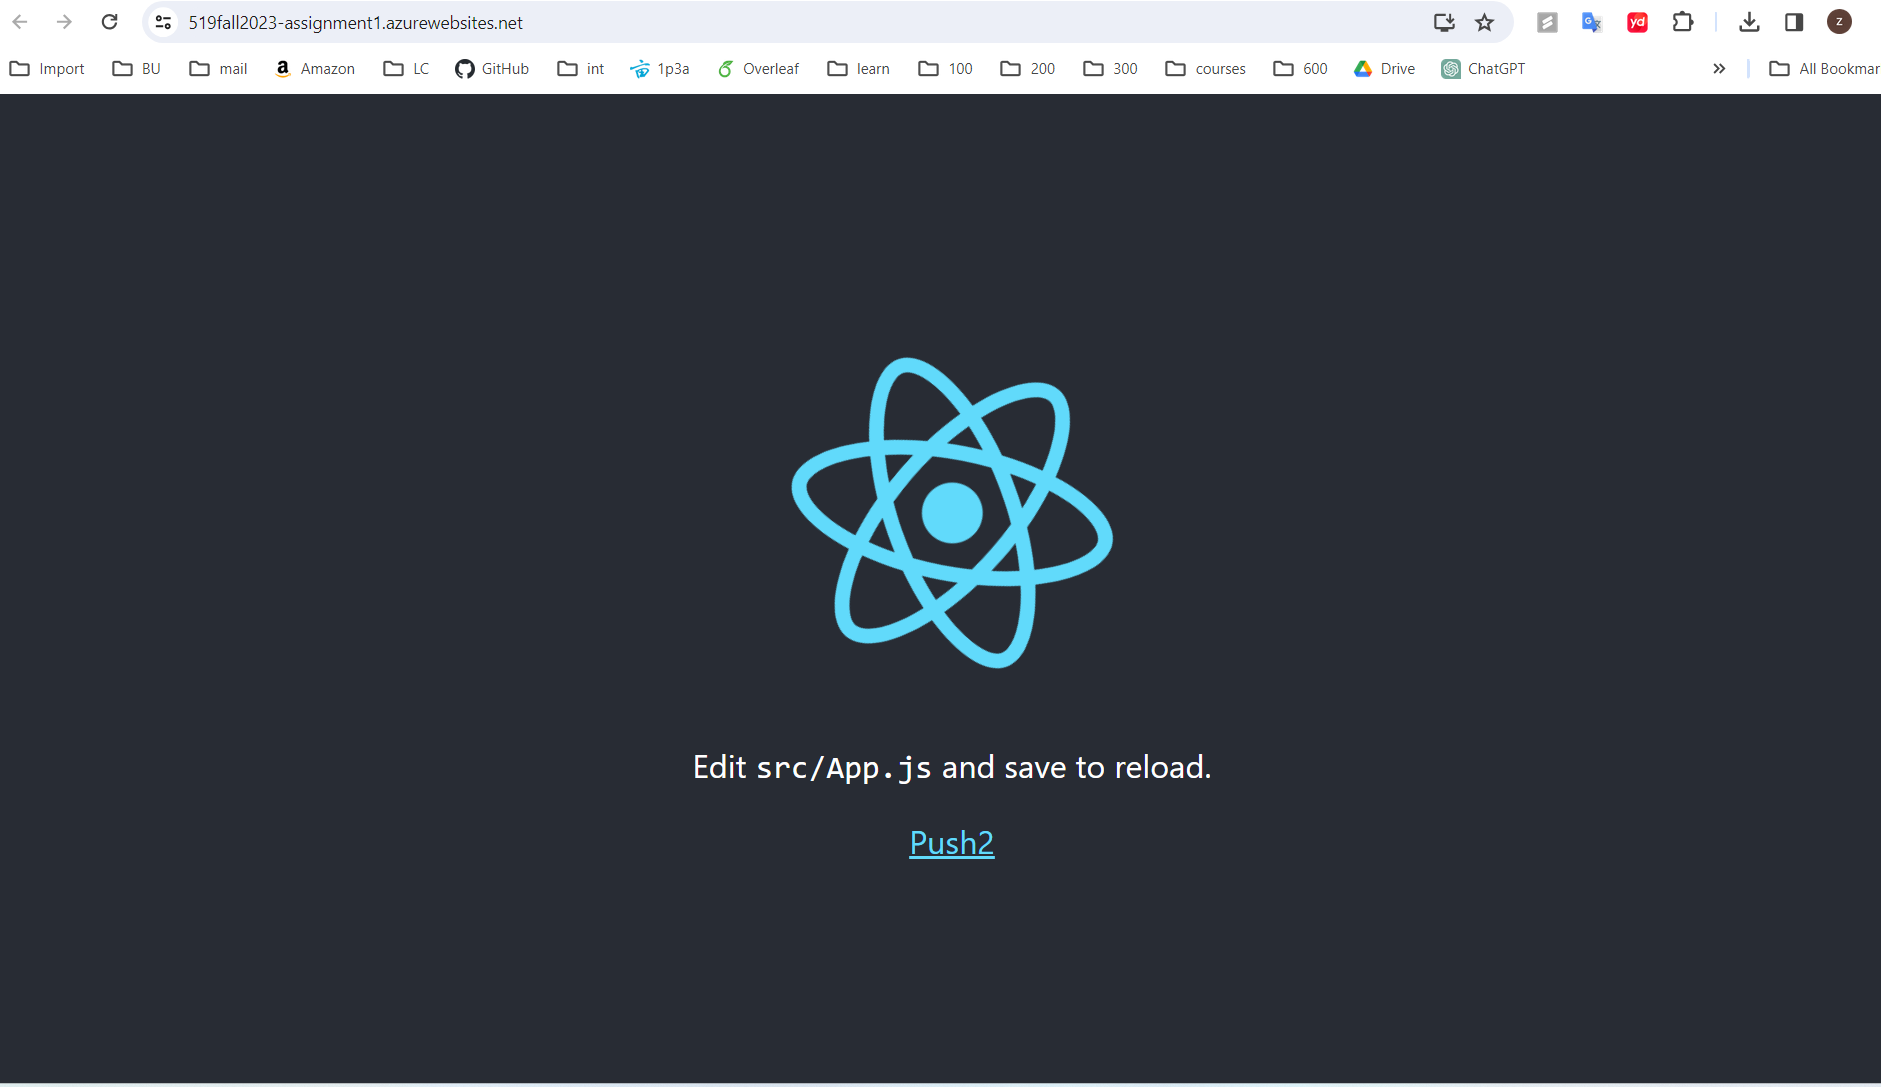 519fall2023-assignment1.azurewebsites.net
yd
z
Import BU mail a Amazon LC GitHub int 1p3a Overleaf learn 100 200 300 courses 600 Drive ChatGPT » All Bookmar
Edit src/App.js and save to reload.
Push2